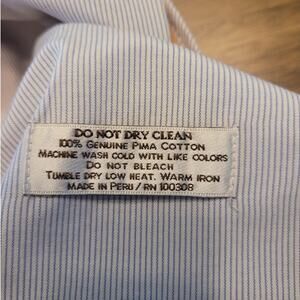 DO NOT DRY CLEAN
100% GENUINE PIMA COTTON
MACHINE WASH COLD WITH LIKE COLORS
DO NOT BLEACH
TUMBLE DRY LOW HEAT. WARM IRON
MADE IN PERU / RN 100308